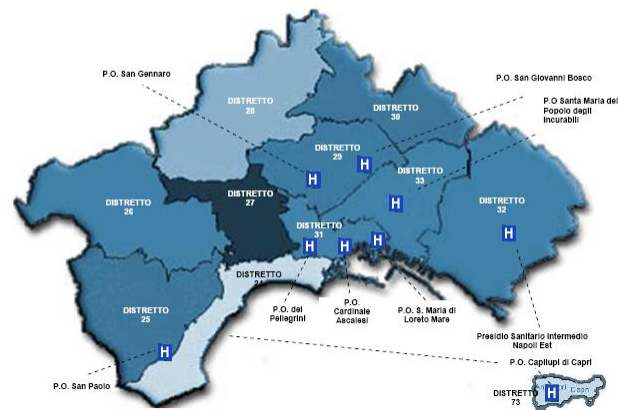 P.O. San Gennaro
DISTRETTO
28
DISTRETTO
30
P.O. San Giovanni Bosco
P.O Santa Maria del
Popolo degli
Incurabili
DISTRETTO
29
H
H
DISTRETTO
33
H
DISTRETTO
26
DISTRETTO
27
DISTRETTO
32
H
DISTRETTO
31
H
H
H
DISTRETTO
24
DISTRETTO
25
H
P.O. dei
Pellegrini
P.O.
Cardinale
Ascalesi
P.O. S. Maria di
Loreto Mare
Presidio Sanitario Intermedio
Napoli Est
P.O. San Paolo
P.O. Capilupi di Capri
DISTRETTO
73
H
Capri